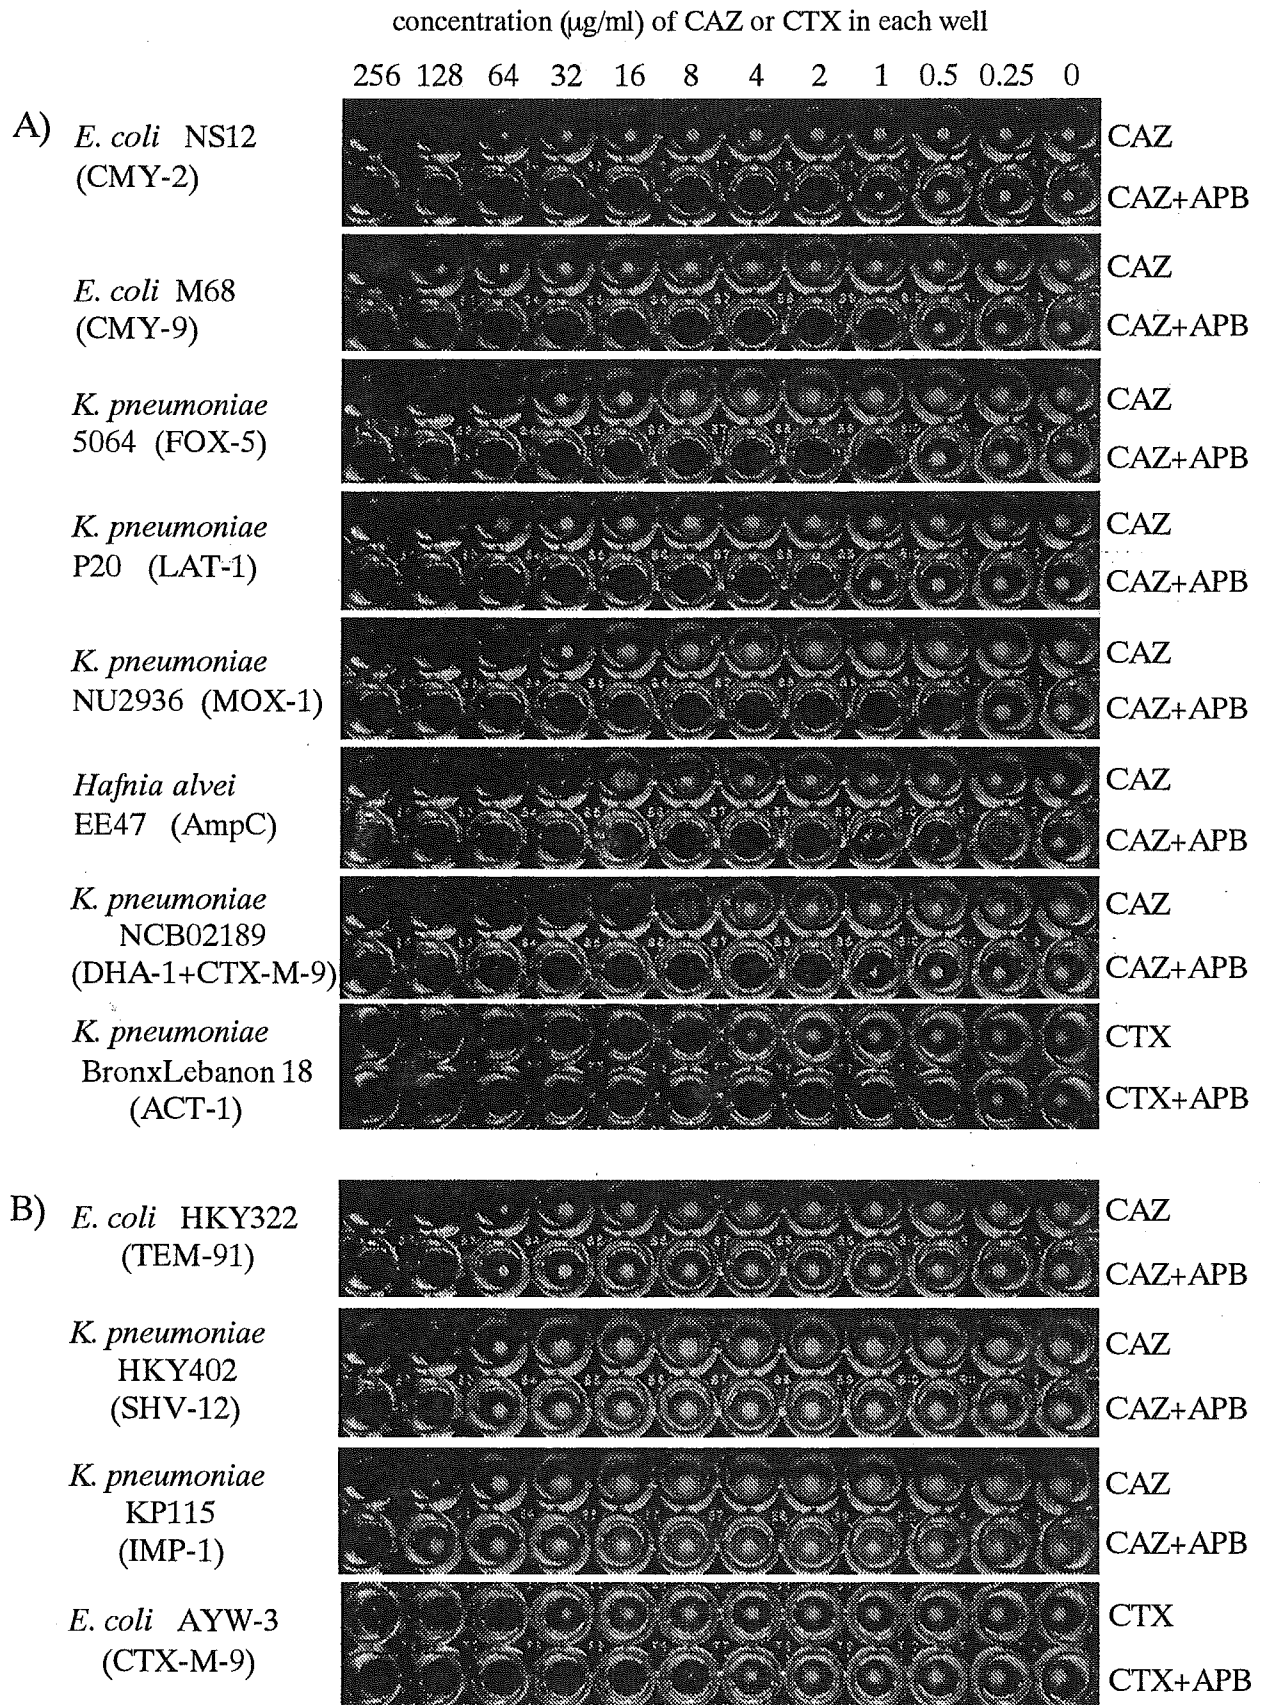 concentration (µg/ml) of CAZ or CTX in each well
256 128 64 32 16 8 4 2 1 0.5 0.25 0
A)
E. coli NS12
(CMY-2)
CAZ
CAZ+APB
E. coli M68
(CMY-9)
CAZ
CAZ+APB
K. pneumoniae
5064 (FOX-5)
CAZ
CAZ+APB
K. pneumoniae
P20 (LAT-1)
CAZ
CAZ+APB
K. pneumoniae
NU2936 (MOX-1)
CAZ
CAZ+APB
Hafnia alvei
EE47 (AmpC)
CAZ
CAZ+APB
K. pneumoniae
NCB02189
(DHA-1+CTX-M-9)
CAZ
CAZ+APB
K. pneumoniae
BronxLebanon 18
(ACT-1)
CTX
CTX+APB
B)
E. coli HKY322
(TEM-91)
CAZ
CAZ+APB
K. pneumoniae
HKY402
(SHV-12)
CAZ
CAZ+APB
K. pneumoniae
KP115
(IMP-1)
CAZ
CAZ+APB
E. coli AYW-3
(CTX-M-9)
CTX
CTX+APB